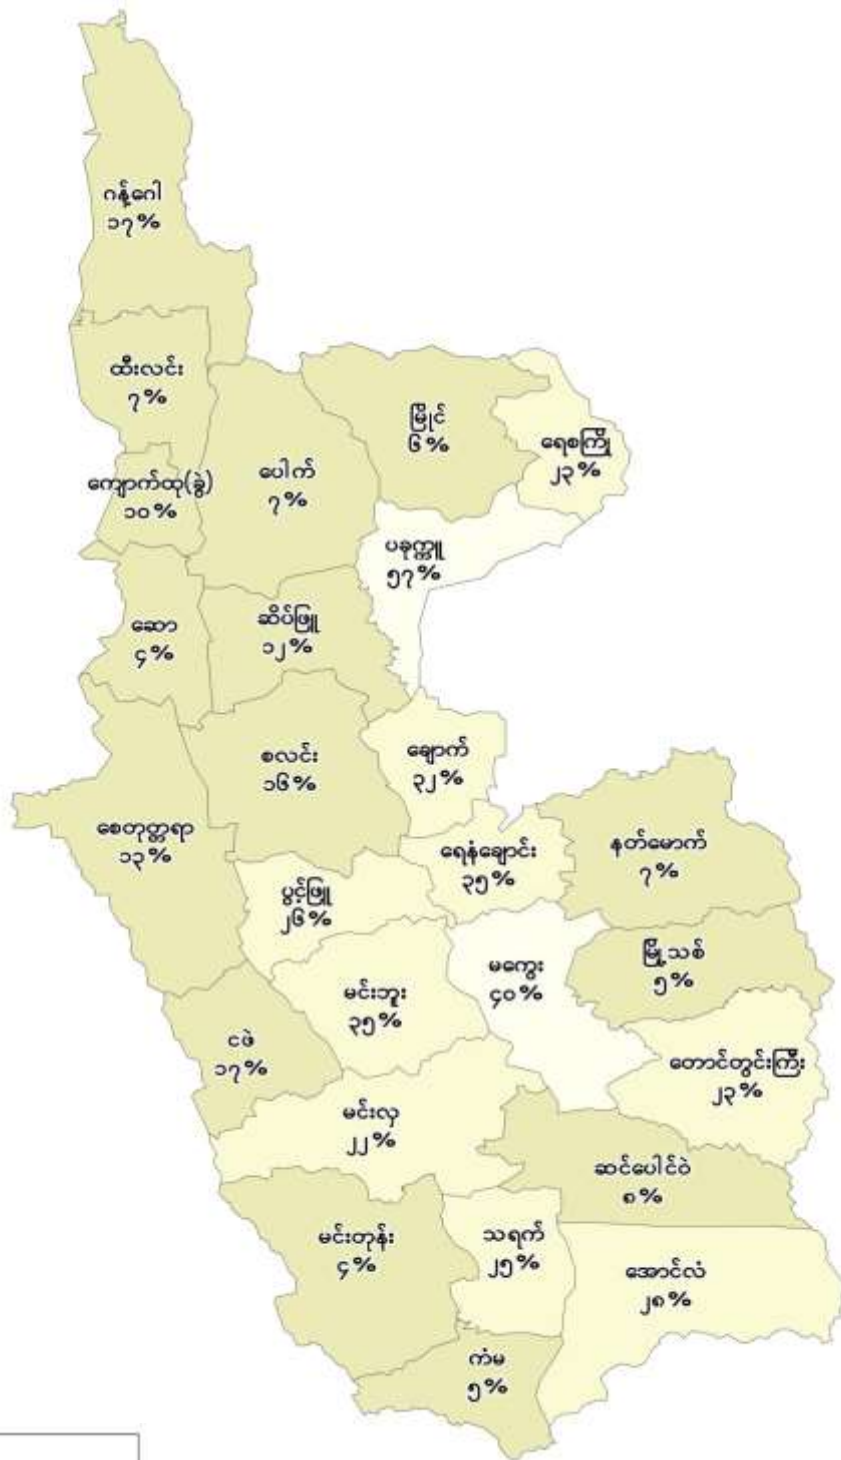 ဂန့်ဂေါ
၁၇%
ထီးလင်း
၇%
မြိုင်
၆%
ရေစကြို
၂၃%
ကျောက်ထု(ခွဲ)
၁၀%
ပေါက်
၇%
ပခုက္ကူ
၅၇%
ဆော
၄%
ဆိပ်ဖြူ
၁၂%
စလင်း
၁၆%
ချောက်
၃၂%
စေတုတ္တရာ
၁၃%
ရေနံချောင်း
၃၅%
နတ်မောက်
၇%
ပွင့်ဖြူ
၂၆%
မြို့သစ်
၅%
မကွေး
၄၀%
မင်းဘူး
၃၅%
ငဖဲ
၁၇%
တောင်တွင်းကြီး
၂၃%
မင်းလှ
၂၂%
ဆင်ပေါင်ဝဲ
၈%
မင်းတုန်း
၄%
သရက်
၂၅%
အောင်လံ
၂၈%
ကံမ
၅%